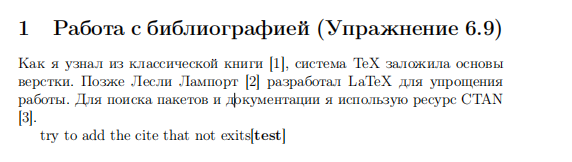 1 Работа с библиографией (Упражнение 6.9)
Как я узнал из классической книги [1], система TeX заложила основы
верстки. Позже Лесли Лампорт [2] разработал LaTeX для упрощения
работы. Для поиска пакетов и документации я использую ресурс CTAN
[3].
try to add the cite that not exits[test]